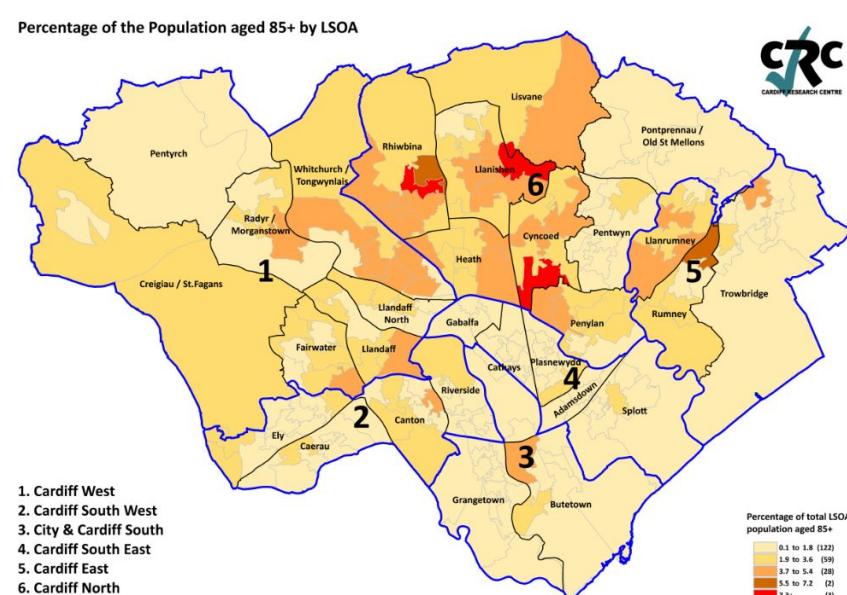 Percentage of the Population aged 85+ by LSOA
CRC
CARDIFF RESEARCH CENTRE
Lisvane
Pontprennau /
Old St Mellons
Pentyrch
Rhiwbina
Whitchurch /
Tongwynlais
Llanishen
6
Radyr /
Morganstown
Cyncoed
Pentwyn
Llanrumney
1
Heath
5
Creigiau / St.Fagans
Trowbridge
Llandaff
North
Gabalfa
Penylan
Rumney
Fairwater
Llandaff
Plasnewydd
Cathays
4
Riverside
Adamsdown
Splott
2
Canton
Ely
Caerau
3
Grangetown
Butetown
1. Cardiff West
2. Cardiff South West
3. City & Cardiff South
4. Cardiff South East
5. Cardiff East
6. Cardiff North
Percentage of total LSOA
population aged 85+
0.1 to 1.8 (122)
1.9 to 3.6 (59)
3.7 to 5.4 (28)
5.5 to 7.2 (2)